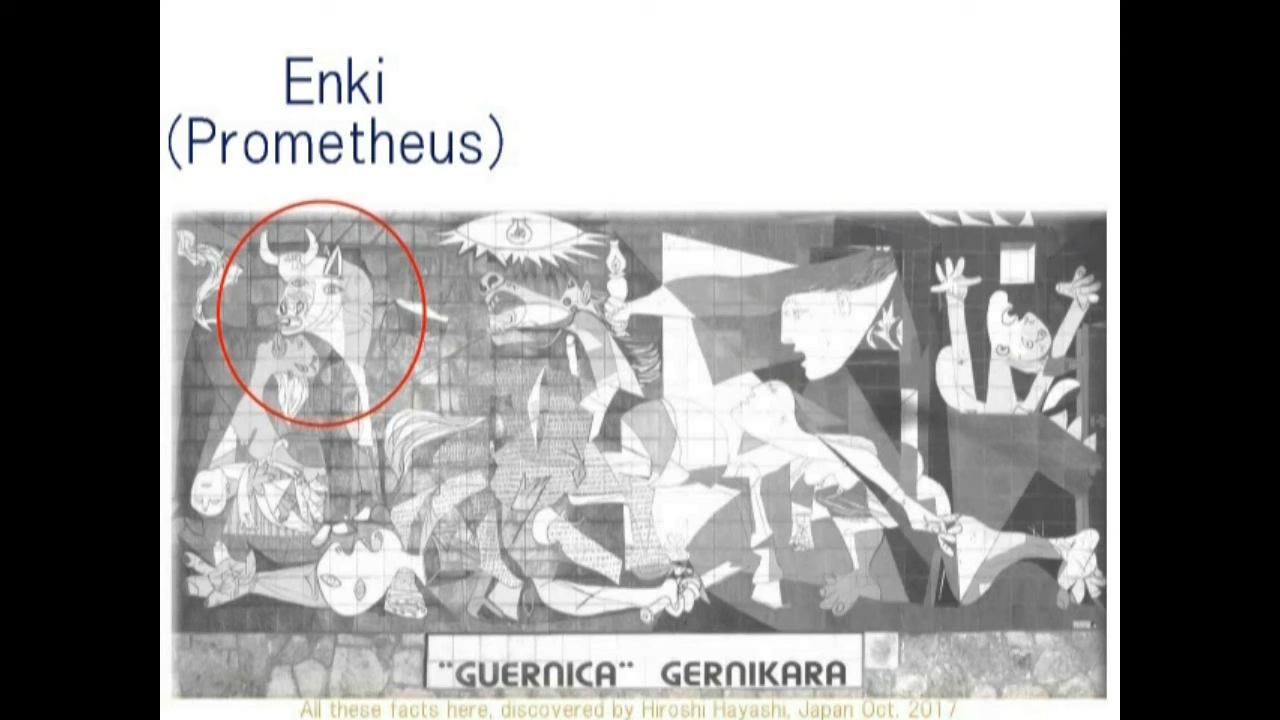 Enki
(Prometheus)
"GUERNICA" GERNIKARA
All these facts here, discovered by Hiroshi Hayashi, Japan Oct. 2017